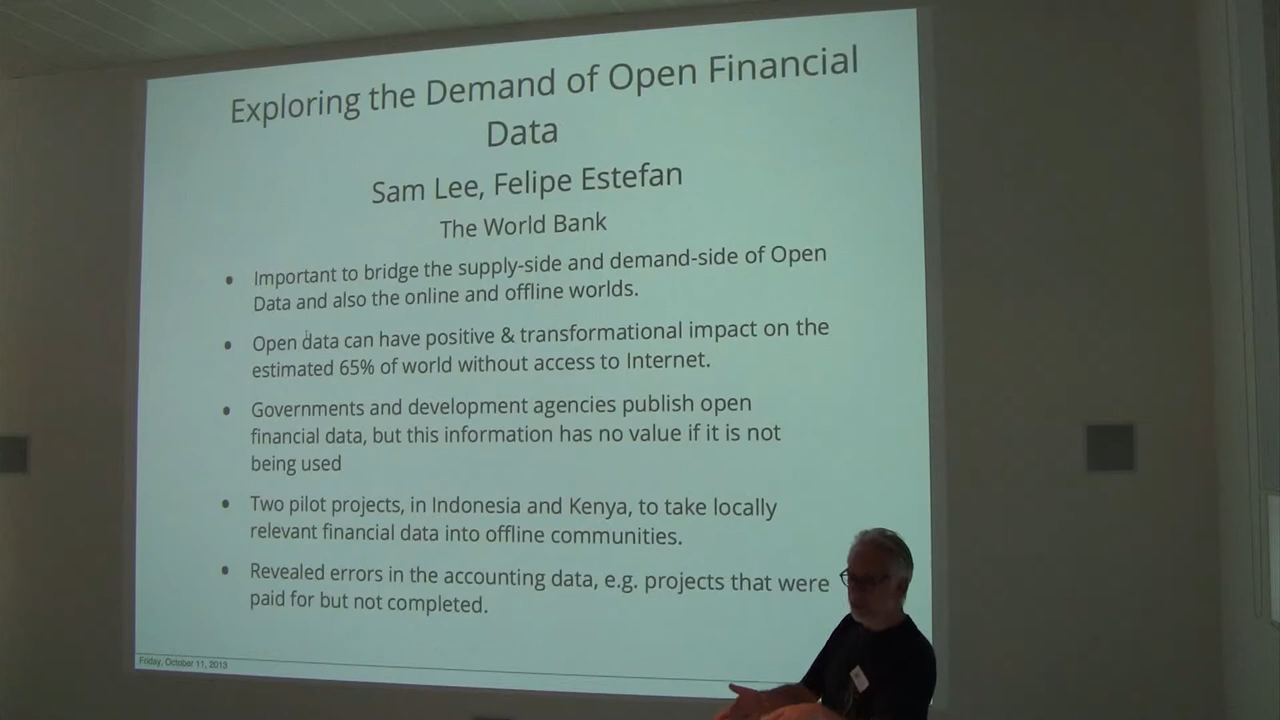 Exploring the Demand of Open Financial
Data
Sam Lee, Felipe Estefan
The World Bank
• Important to bridge the supply-side and demand-side of Open
Data and also the online and offline worlds.
• Open data can have positive & transformational impact on the
estimated 65% of world without access to Internet.
• Governments and development agencies publish open
financial data, but this information has no value if it is not
being used
• Two pilot projects, in Indonesia and Kenya, to take locally
relevant financial data into offline communities.
• Revealed errors in the accounting data, e.g. projects that were
paid for but not completed.
Friday, October 11, 2013